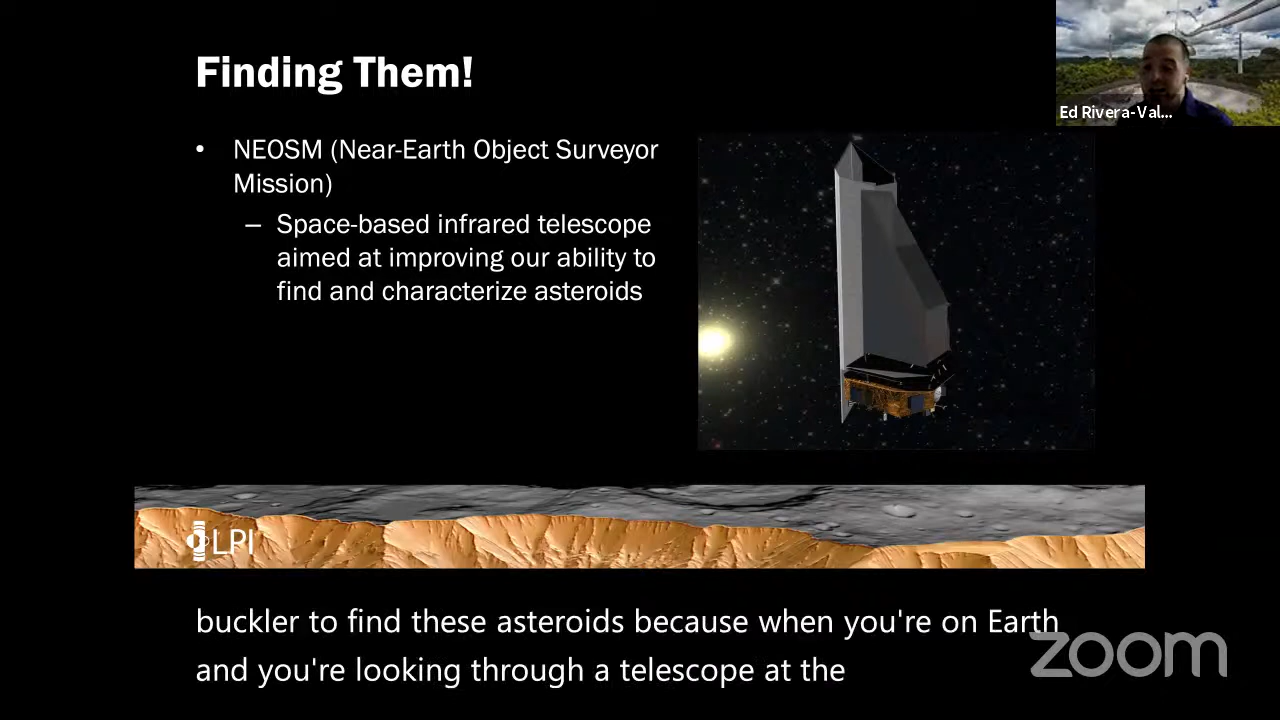 Finding Them!
Ed Rivera-Val...
• NEOSM (Near-Earth Object Surveyor
Mission)
– Space-based infrared telescope
aimed at improving our ability to
find and characterize asteroids
LPI
buckler to find these asteroids because when you're on Earth
and you're looking through a telescope at the
zoom